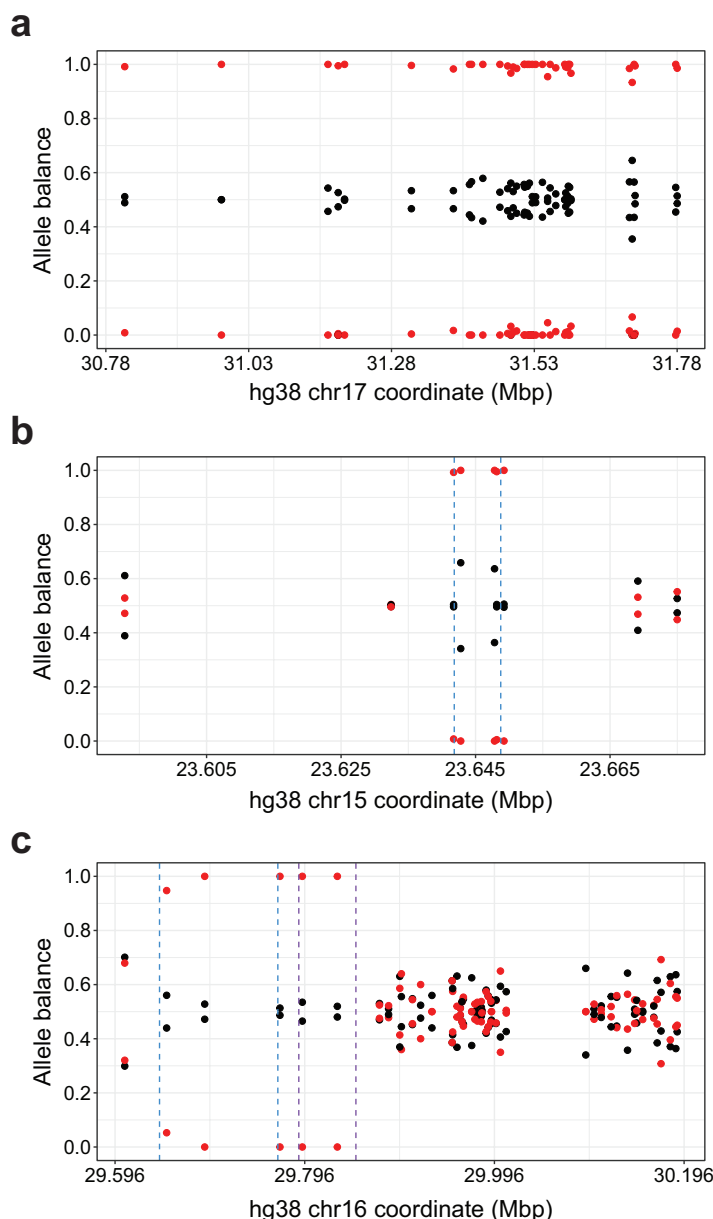 a
1.0
0.8
0.6
0.4
0.2
0.0
Allele balance
30.78 31.03 31.28 31.53 31.78
hg38 chr17 coordinate (Mbp)
b
1.0
0.8
0.6
0.4
0.2
0.0
Allele balance
23.605 23.625 23.645 23.665
hg38 chr15 coordinate (Mbp)
c
1.0
0.8
0.6
0.4
0.2
0.0
Allele balance
29.596 29.796 29.996 30.196
hg38 chr16 coordinate (Mbp)